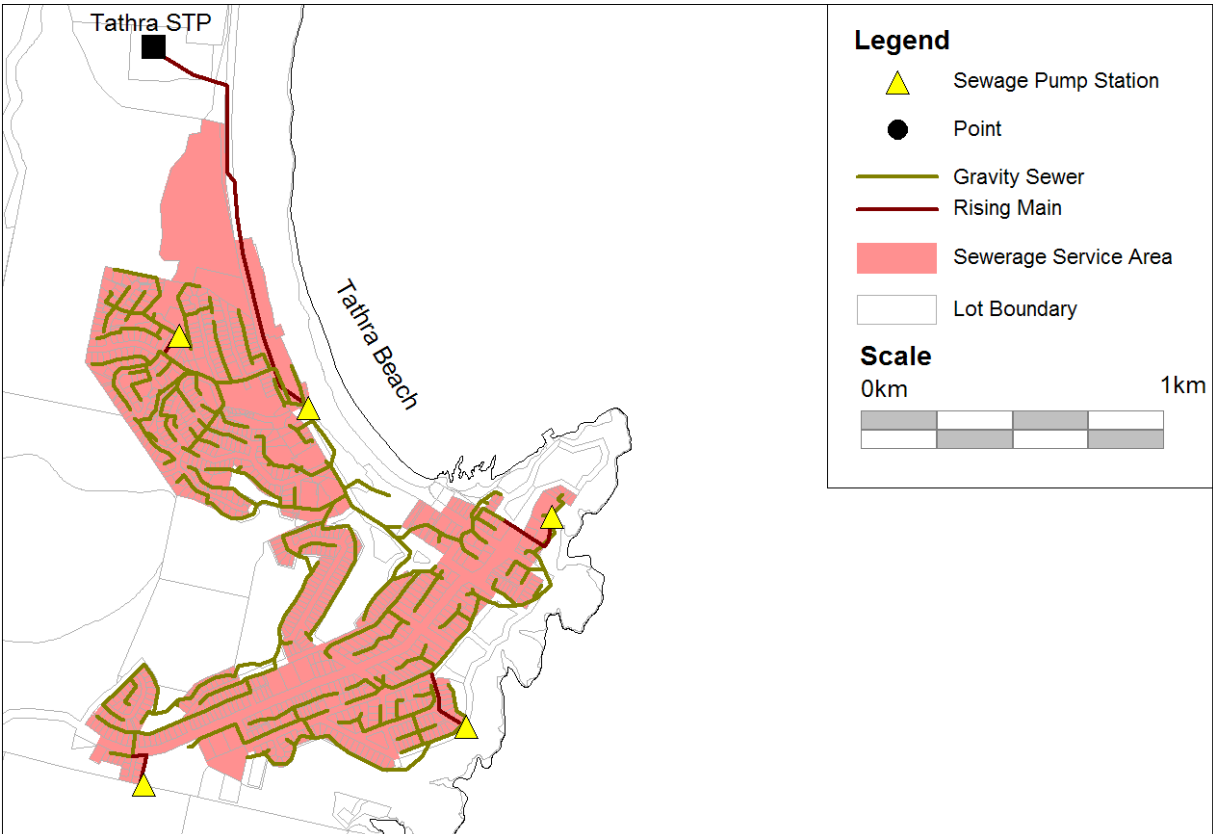 Tathra STP
Tathra Beach
Legend
Sewage Pump Station
Point
Gravity Sewer
Rising Main
Sewerage Service Area
Lot Boundary
Scale
0km 1km